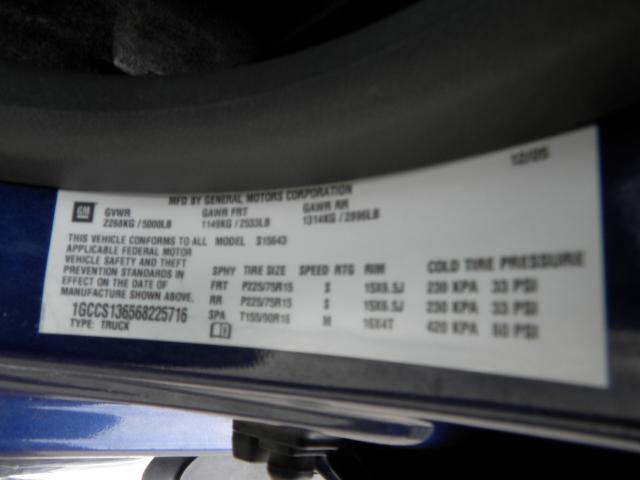 12/05
MFD BY GENERAL MOTORS CORPORATION
GM GVWR GAWR FRT GAWR RR
2268KG / 5000LB 1149KG / 2533LB 1314KG / 2896LB
THIS VEHICLE CONFORMS TO ALL MODEL S15643
APPLICABLE FEDERAL MOTOR
VEHICLE SAFETY AND THEFT
PREVENTION STANDARDS IN
EFFECT ON THE DATE OF
MANUFACTURE SHOWN ABOVE.
1GCCS136568225716
TYPE: TRUCK
SPHY TIRE SIZE SPEED RTG RIM COLD TIRE PRESSURE
FRT P225/75R15 S 15X6.5J 230 KPA 33 PSI
RR P225/75R15 S 15X6.5J 230 KPA 33 PSI
SPA T155/90R16 M 16X4T 420 KPA 60 PSI